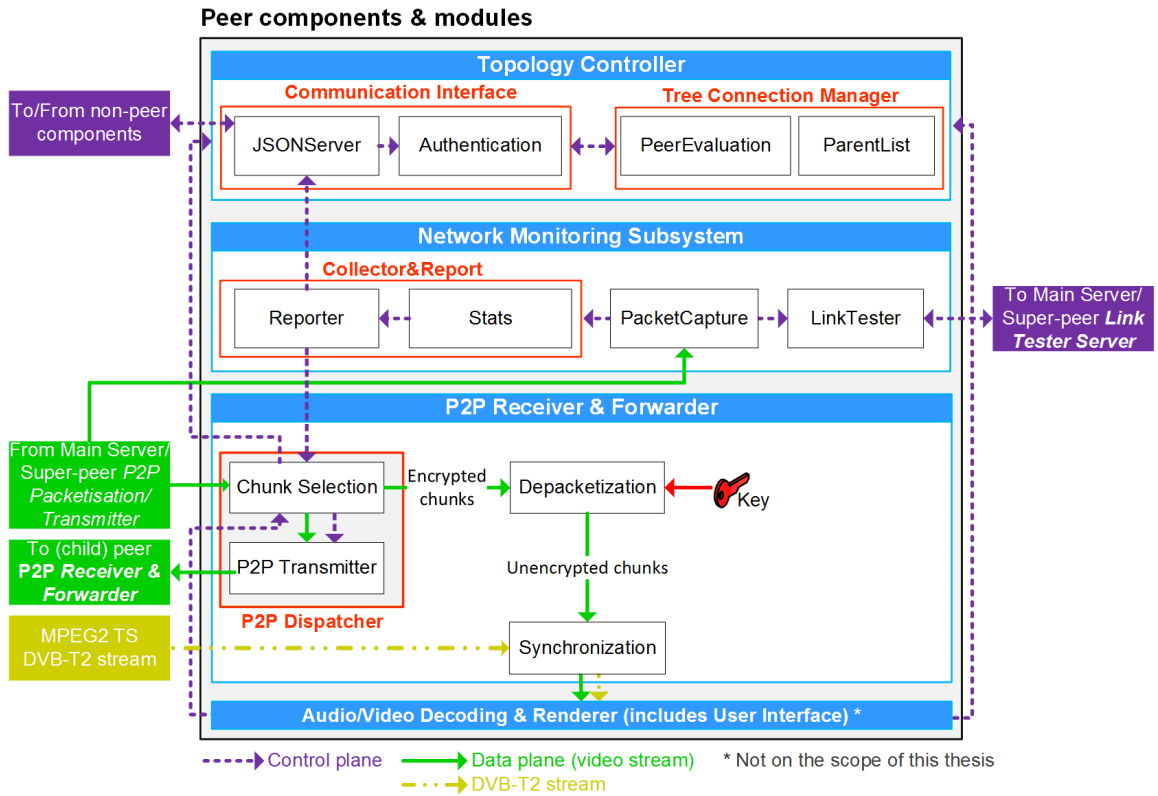 Peer components & modules
Topology Controller
Communication Interface
Tree Connection Manager
To/From non-peer
components
JSONServer
Authentication
PeerEvaluation
ParentList
Network Monitoring Subsystem
Collector&Report
Reporter
Stats
PacketCapture
LinkTester
To Main Server/
Super-peer Link
Tester Server
P2P Receiver & Forwarder
From Main Server/
Super-peer P2P
Packetisation/
Transmitter
Chunk Selection
Encrypted
chunks
Depacketization
Key
To (child) peer
P2P Receiver &
Forwarder
P2P Transmitter
Unencrypted chunks
P2P Dispatcher
MPEG2 TS
DVB-T2 stream
Synchronization
Audio/Video Decoding & Renderer (includes User Interface) *
Control plane
Data plane (video stream)
* Not on the scope of this thesis
DVB-T2 stream